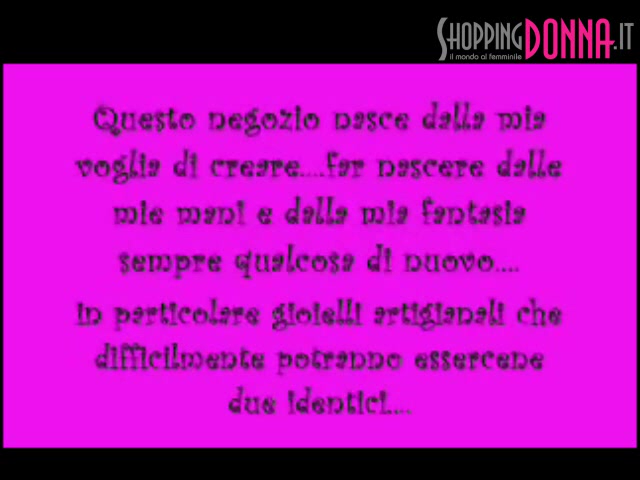 SHOPPINGDONNA.IT
il mondo al femminile
Questo negozio nasce dalla mia
voglia di creare....far nascere dalle
mie mani e dalla mia fantasia
sempre qualcosa di nuovo....
in particolare gioielli artigianali che
difficilmente potranno essercene
due identici....